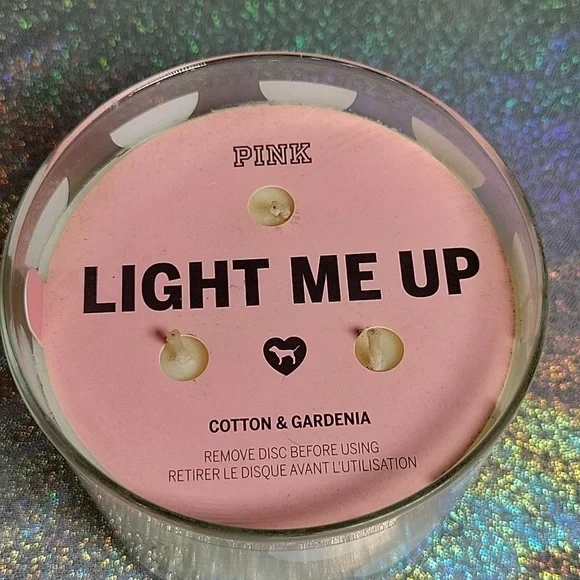 PINK
LIGHT ME UP
COTTON & GARDENIA
REMOVE DISC BEFORE USING
RETIRER LE DISQUE AVANT L'UTILISATION